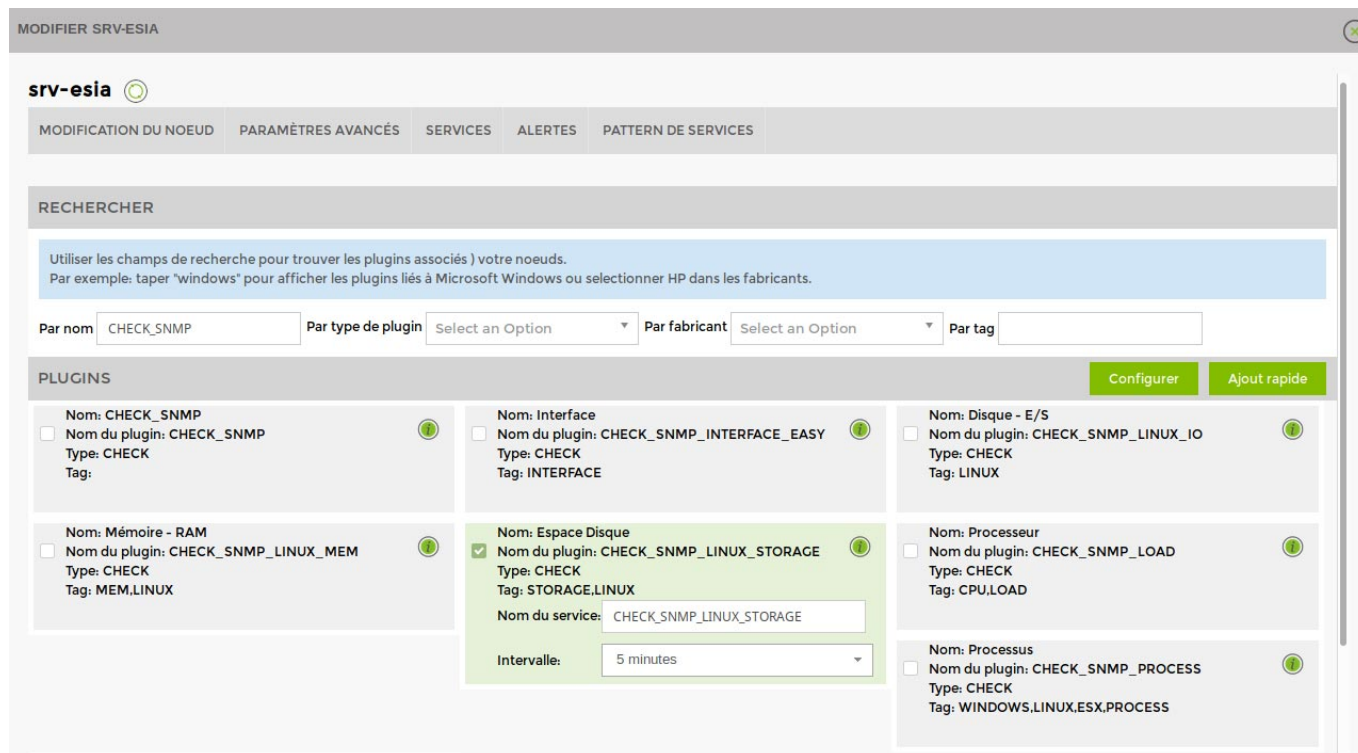 MODIFIER SRV-ESIA
srv-esia
MODIFICATION DU NOEUD PARAMÈTRES AVANCÉS SERVICES ALERTES PATTERN DE SERVICES
RECHERCHER
Utiliser les champs de recherche pour trouver les plugins associés ) votre noeuds.
Par exemple: taper "windows" pour afficher les plugins liés à Microsoft Windows ou selectionner HP dans les fabricants.
Par nom CHECK_SNMP Par type de plugin Select an Option Par fabricant Select an Option Par tag
PLUGINS Configurer Ajout rapide
Nom: CHECK_SNMP
Nom du plugin: CHECK_SNMP
Type: CHECK
Tag:
Nom: Interface
Nom du plugin: CHECK_SNMP_INTERFACE_EASY
Type: CHECK
Tag: INTERFACE
Nom: Disque - E/S
Nom du plugin: CHECK_SNMP_LINUX_IO
Type: CHECK
Tag: LINUX
Nom: Mémoire - RAM
Nom du plugin: CHECK_SNMP_LINUX_MEM
Type: CHECK
Tag: MEM,LINUX
Nom: Espace Disque
Nom du plugin: CHECK_SNMP_LINUX_STORAGE
Type: CHECK
Tag: STORAGE,LINUX
Nom du service: CHECK_SNMP_LINUX_STORAGE
Intervalle: 5 minutes
Nom: Processeur
Nom du plugin: CHECK_SNMP_LOAD
Type: CHECK
Tag: CPU,LOAD
Nom: Processus
Nom du plugin: CHECK_SNMP_PROCESS
Type: CHECK
Tag: WINDOWS,LINUX,ESX,PROCESS